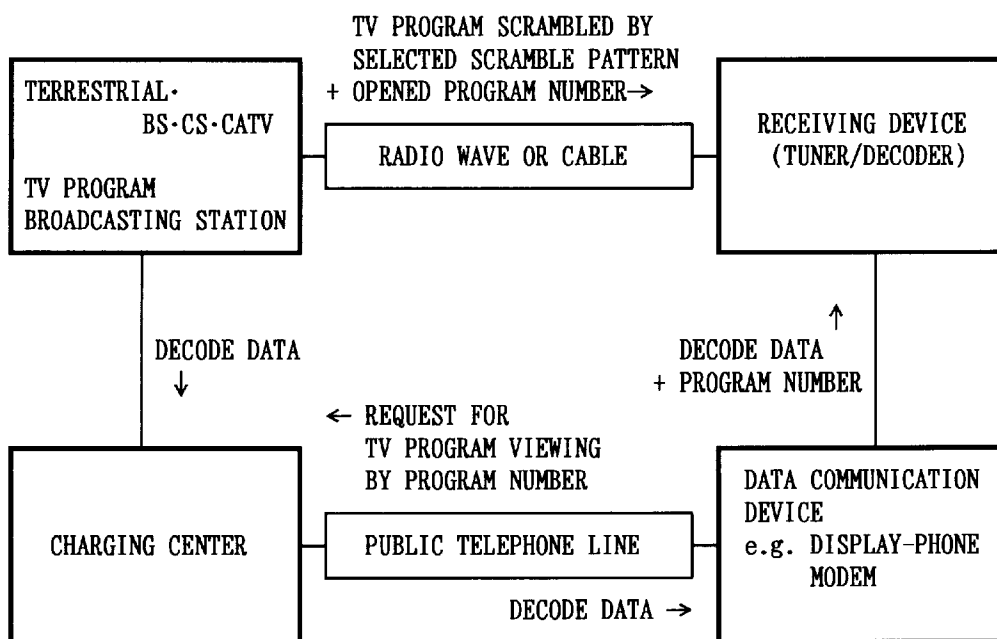 TV PROGRAM SCRAMBLED BY
SELECTED SCRAMBLE PATTERN
+ OPENED PROGRAM NUMBER→
TERRESTRIAL·
BS·CS·CATV
TV PROGRAM
BROADCASTING STATION
RADIO WAVE OR CABLE
RECEIVING DEVICE
(TUNER/DECODER)
DECODE DATA
↓
↑
DECODE DATA
+ PROGRAM NUMBER
← REQUEST FOR
TV PROGRAM VIEWING
BY PROGRAM NUMBER
CHARGING CENTER
PUBLIC TELEPHONE LINE
DATA COMMUNICATION
DEVICE
e.g. DISPLAY-PHONE
MODEM
DECODE DATA →